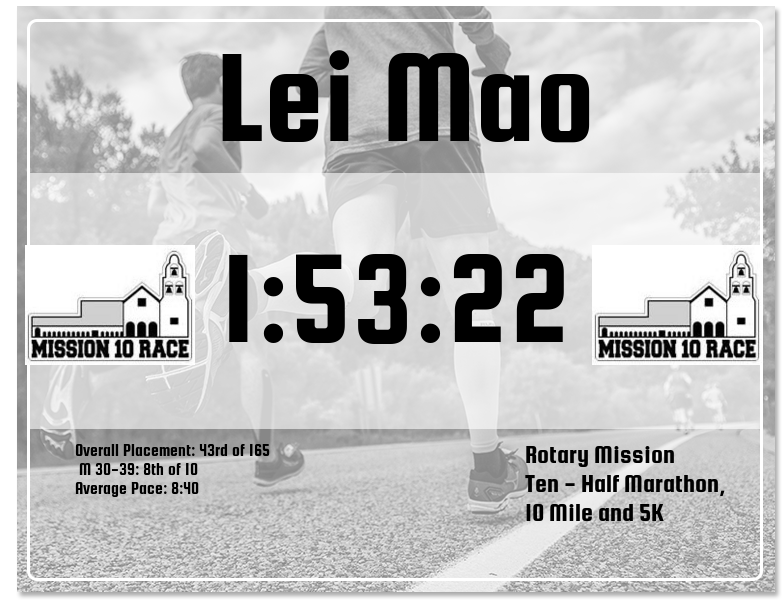 Lei Mao
1:53:22
MISSION 10 RACE
MISSION 10 RACE
Overall Placement: 43rd of 165
M 30-39: 8th of 10
Average Pace: 8:40
Rotary Mission
Ten - Half Marathon,
10 Mile and 5K